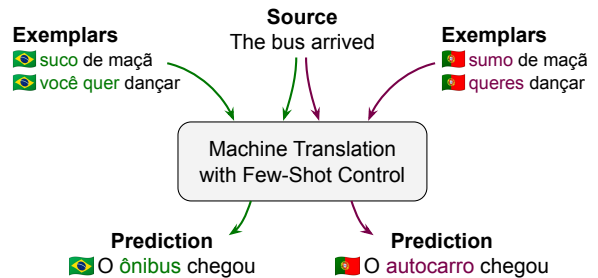 Exemplars
🇧🇷 suco de maçã
🇧🇷 você quer dançar
Source
The bus arrived
Exemplars
🇵🇹 sumo de maçã
🇵🇹 queres dançar
Machine Translation
with Few-Shot Control
Prediction
🇧🇷 O ônibus chegou
Prediction
🇵🇹 O autocarro chegou